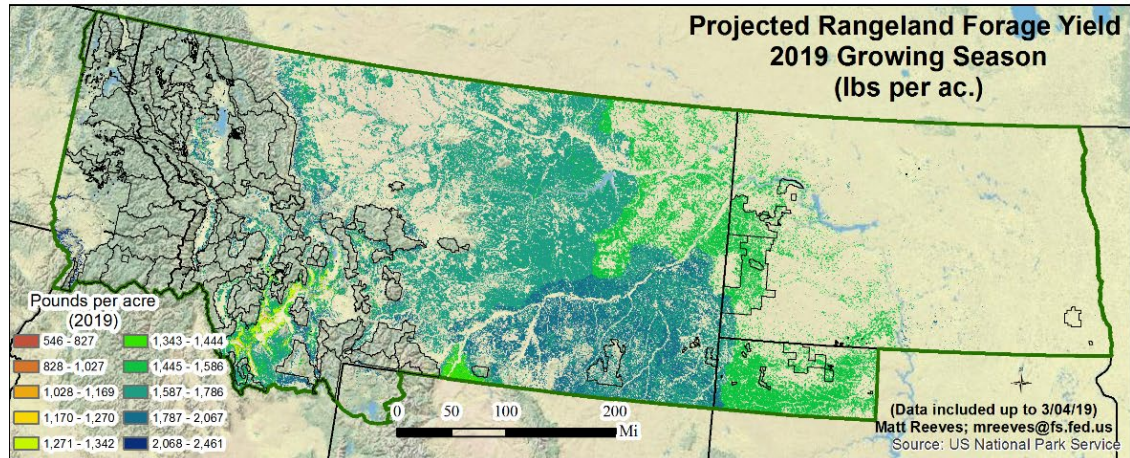 Projected Rangeland Forage Yield
2019 Growing Season
(lbs per ac.)
Pounds per acre
(2019)
546 - 827
828 - 1,027
1,028 - 1,169
1,170 - 1,270
1,271 - 1,342
1,343 - 1,444
1,445 - 1,586
1,587 - 1,786
1,787 - 2,067
2,068 - 2,461
0 50 100 200
Mi
(Data included up to 3/04/19)
Matt Reeves; mreeves@fs.fed.us
Source: US National Park Service